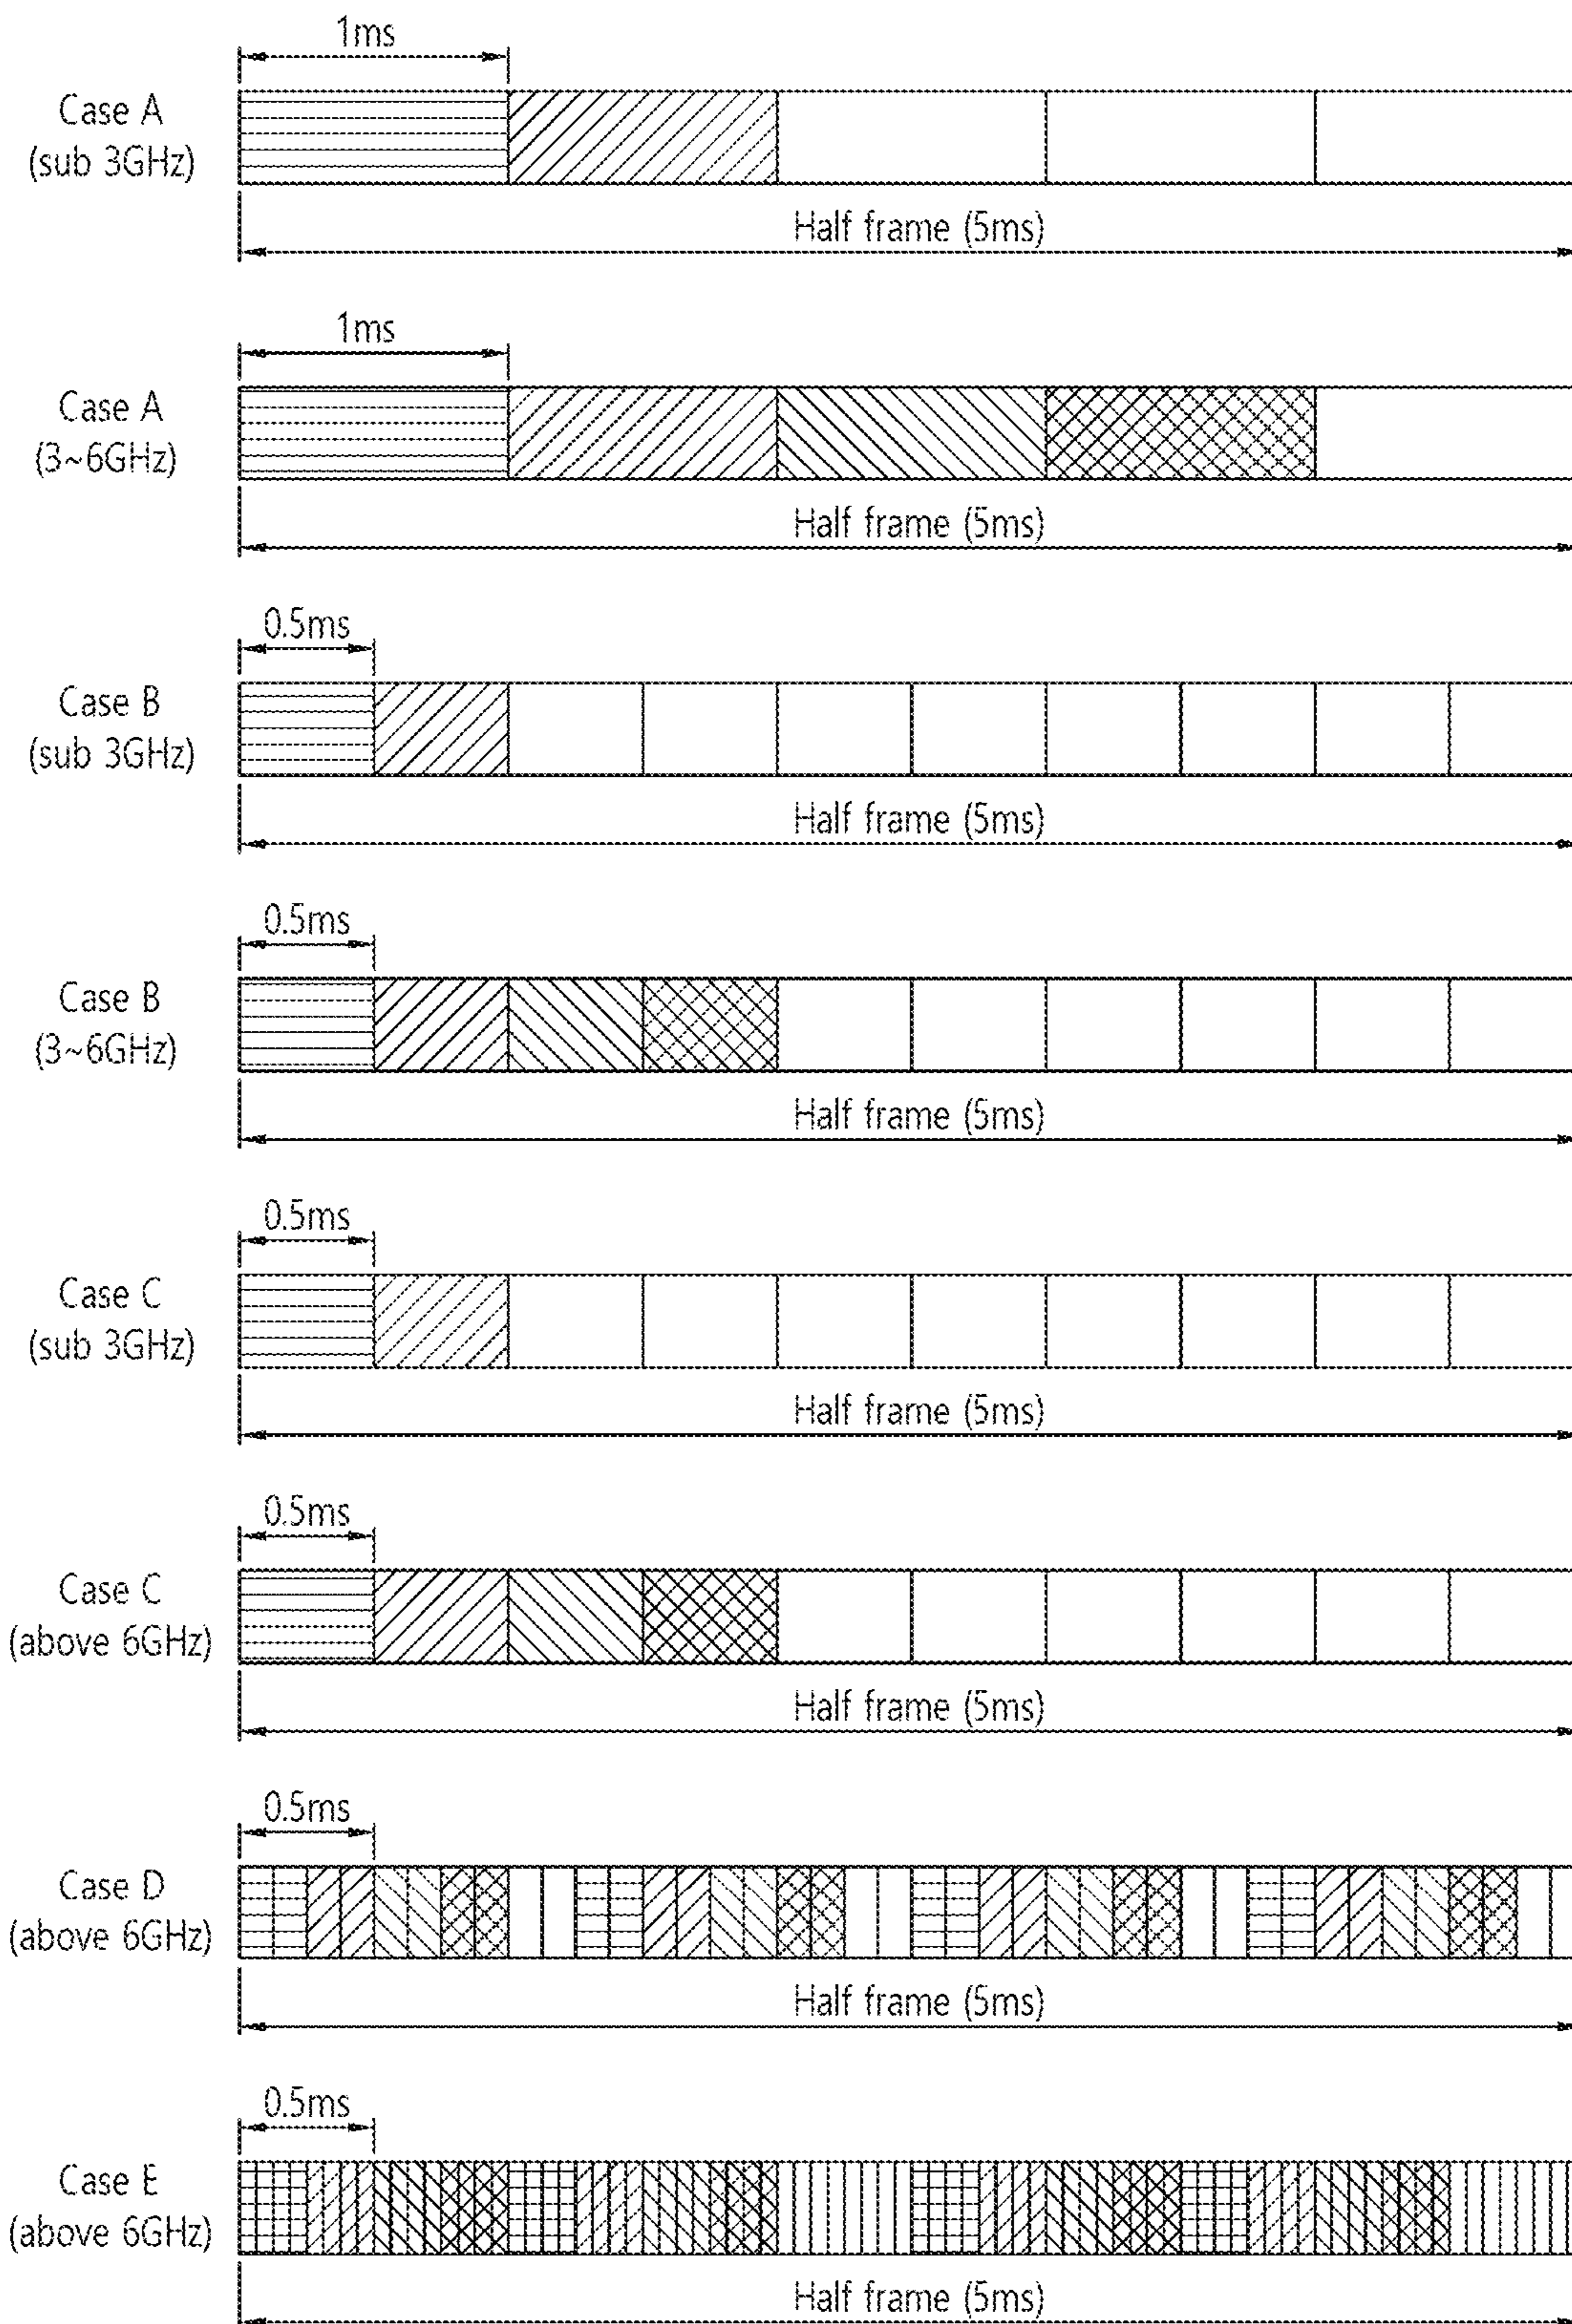 1ms
Case A
(sub 3GHz)
Half frame (5ms)
1ms
Case A
(3~6GHz)
Half frame (5ms)
0.5ms
Case B
(sub 3GHz)
Half frame (5ms)
0.5ms
Case B
(3~6GHz)
Half frame (5ms)
0.5ms
Case C
(sub 3GHz)
Half frame (5ms)
0.5ms
Case C
(above 6GHz)
Half frame (5ms)
0.5ms
Case D
(above 6GHz)
Half frame (5ms)
0.5ms
Case E
(above 6GHz)
Half frame (5ms)